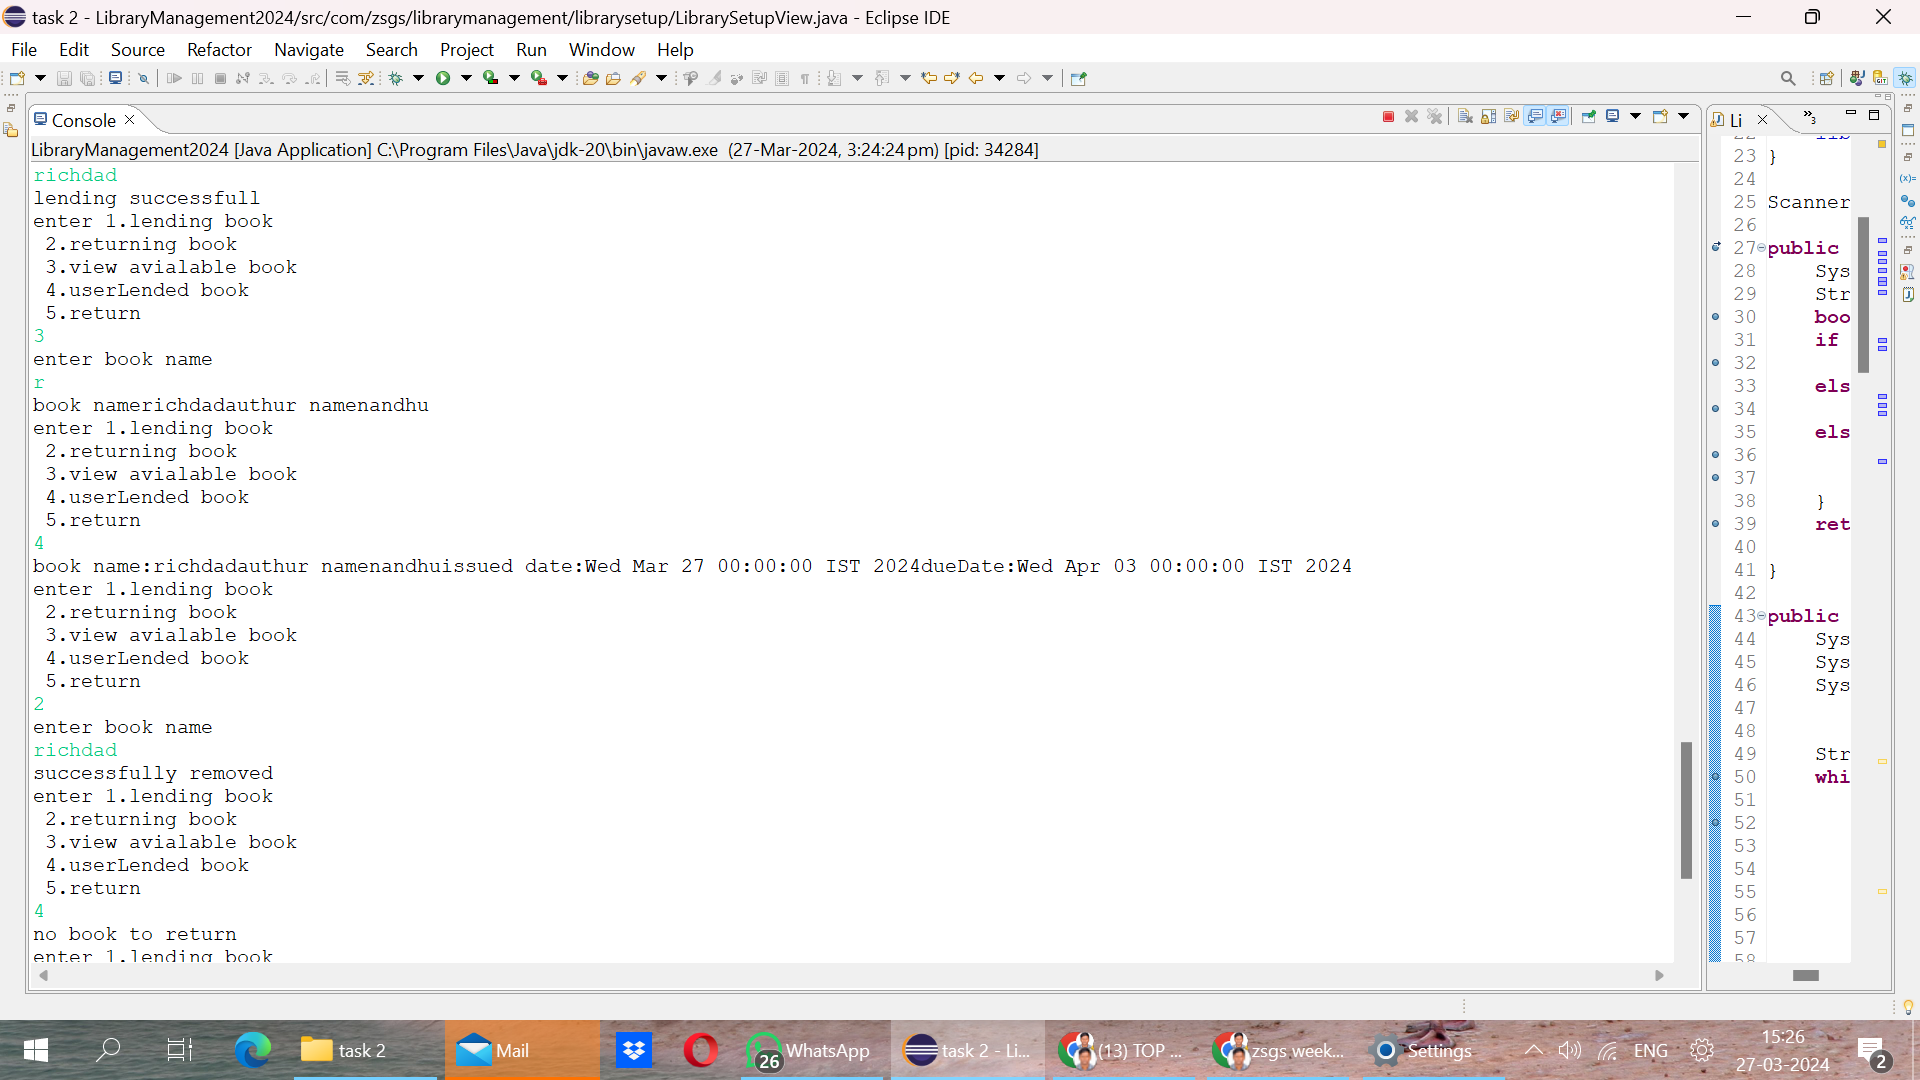 task 2 - LibraryManagement2024/src/com/zsgs/librarymanagement/librarysetup/LibrarySetupView.java - Eclipse IDE
File Edit Source Refactor Navigate Search Project Run Window Help
Console
LibraryManagement2024 [Java Application] C:\Program Files\Java\jdk-20\bin\javaw.exe (27-Mar-2024, 3:24:24 pm) [pid: 34284]
richdad
lending successfull
enter 1.lending book
2.returning book
3.view avialable book
4.userLended book
5.return
3
enter book name
r
book namerichdadauthur namenandhu
enter 1.lending book
2.returning book
3.view avialable book
4.userLended book
5.return
4
book name:richdadauthur namenandhuissued date:Wed Mar 27 00:00:00 IST 2024dueDate:Wed Apr 03 00:00:00 IST 2024
enter 1.lending book
2.returning book
3.view avialable book
4.userLended book
5.return
2
enter book name
richdad
successfully removed
enter 1.lending book
2.returning book
3.view avialable book
4.userLended book
5.return
4
no book to return
enter 1.lending book
Li
23 }
24
25 Scanner
26
27 public
28 Sys
29 Str
30 boo
31 if
32
33 els
34
35 els
36
37
38 }
39 ret
40
41 }
42
43 public
44 Sys
45 Sys
46 Sys
47
48
49 Str
50 whi
51
52
53
54
55
56
57
58
task 2
Mail
26 WhatsApp
task 2 - Li...
(13) TOP ...
zsgs week...
Settings
ENG
15:26
27-03-2024
2